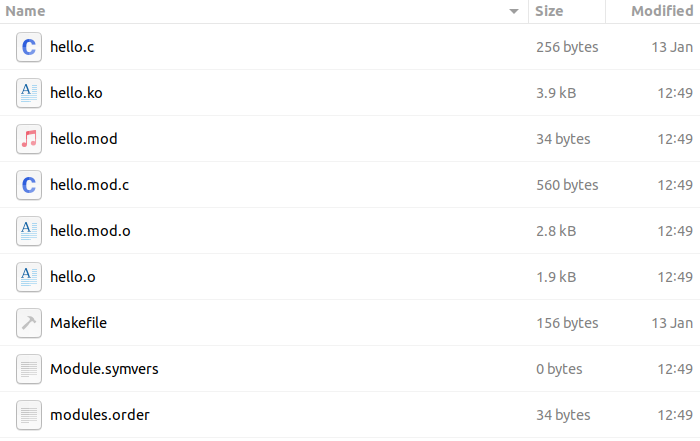 Name Size Modified
hello.c 256 bytes 13 Jan
hello.ko 3.9 kB 12:49
hello.mod 34 bytes 12:49
hello.mod.c 560 bytes 12:49
hello.mod.o 2.8 kB 12:49
hello.o 1.9 kB 12:49
Makefile 156 bytes 13 Jan
Module.symvers 0 bytes 12:49
modules.order 34 bytes 12:49